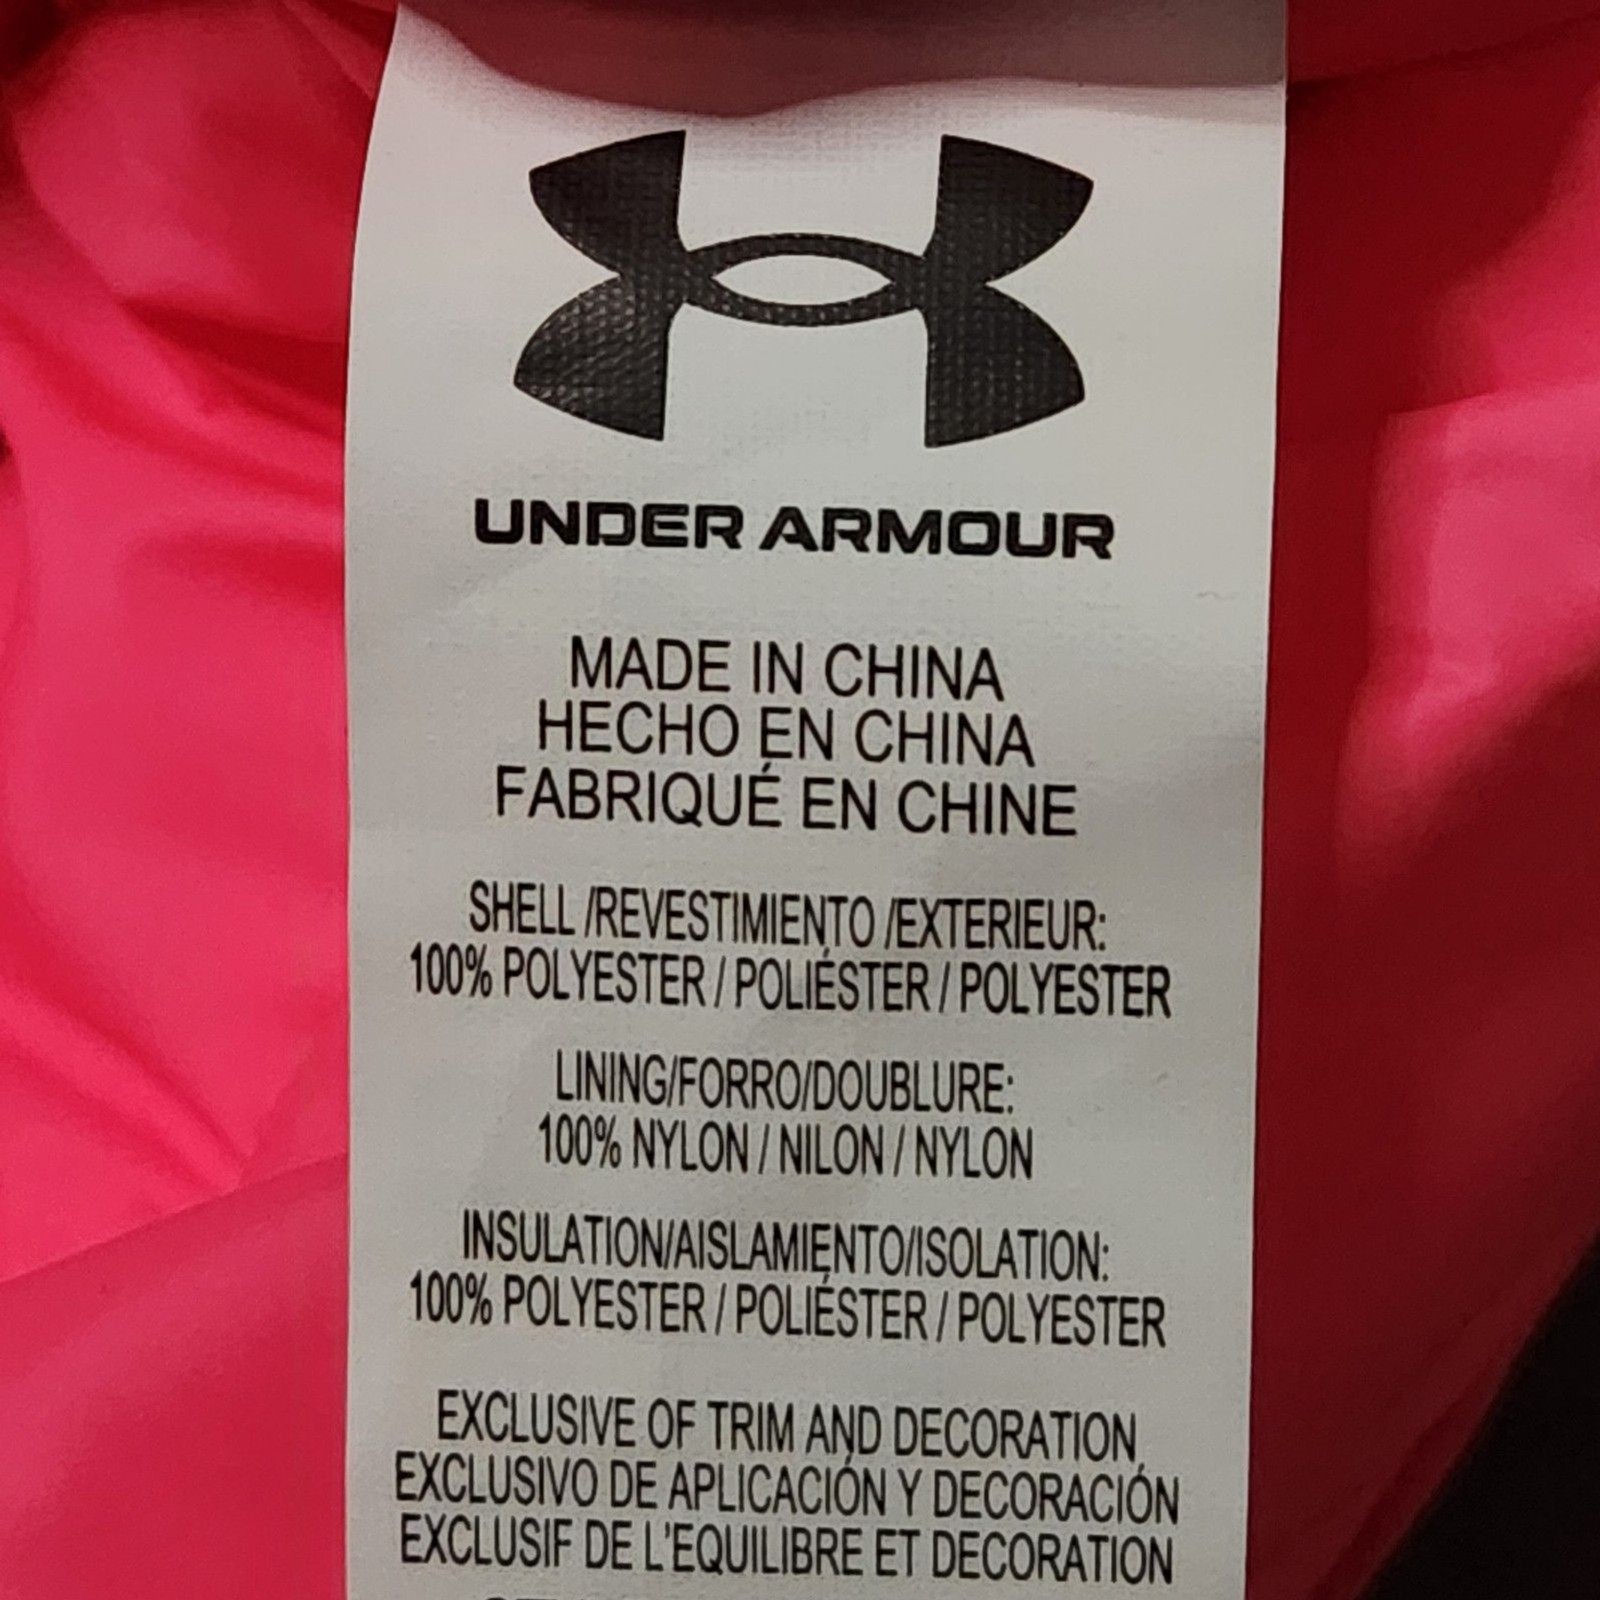 UNDER ARMOUR
MADE IN CHINA
HECHO EN CHINA
FABRIQUÉ EN CHINE
SHELL /REVESTIMIENTO /EXTERIEUR:
100% POLYESTER / POLIÉSTER / POLYESTER
LINING/FORRO/DOUBLURE:
100% NYLON / NILON / NYLON
INSULATION/AISLAMIENTO/ISOLATION:
100% POLYESTER / POLIÉSTER / POLYESTER
EXCLUSIVE OF TRIM AND DECORATION
EXCLUSIVO DE APLICACIÓN Y DECORACIÓN
EXCLUSIF DE L'EQUILIBRE ET DECORATION